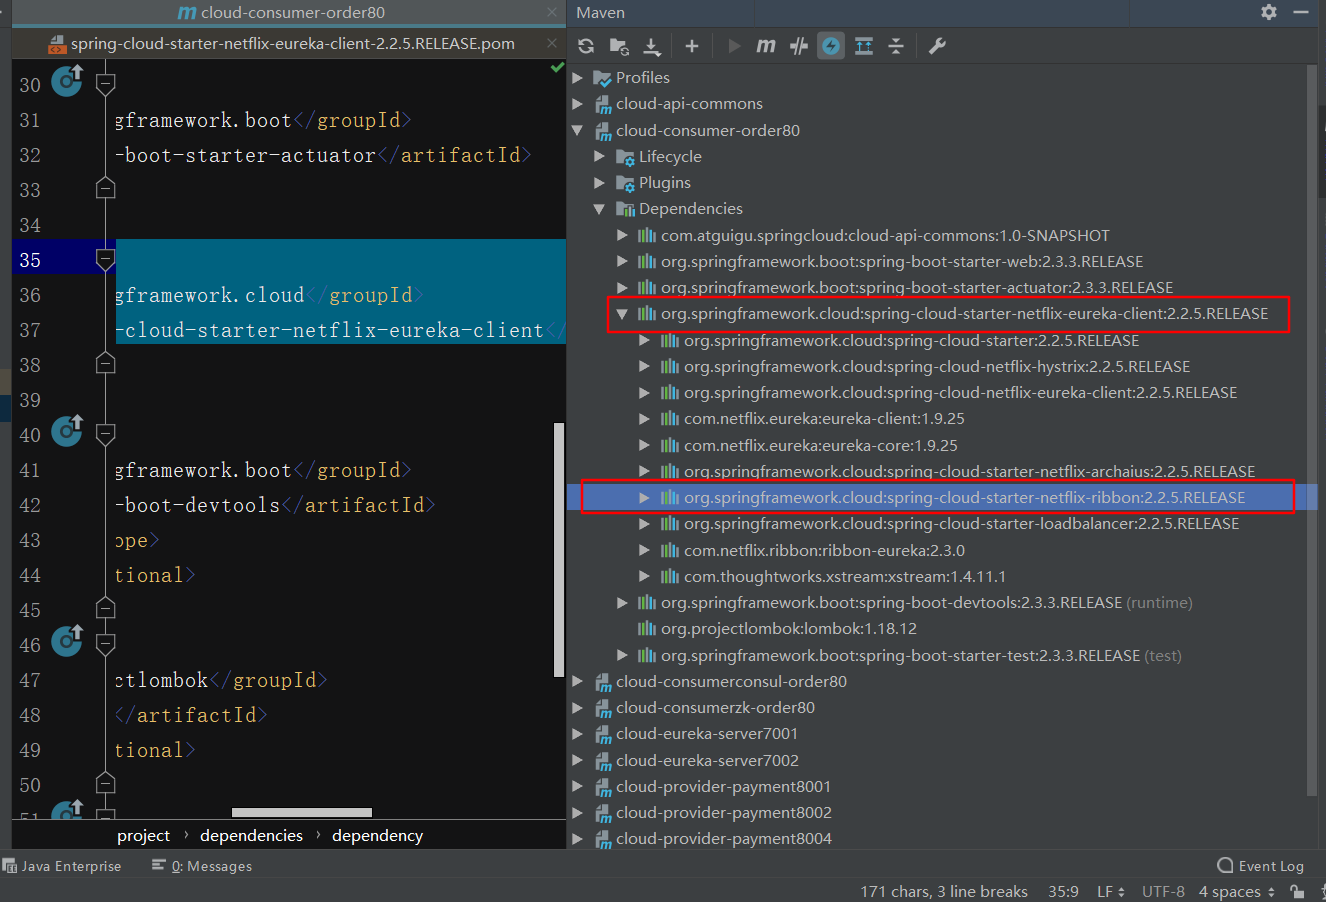 cloud-consumer-order80
spring-cloud-starter-netflix-eureka-client-2.2.5.RELEASE.pom
30
31 gframework.boot</groupId>
32 -boot-starter-actuator</artifactId>
33
34
35
36 gframework.cloud</groupId>
37 -cloud-starter-netflix-eureka-client</
38
39
40
41 gframework.boot</groupId>
42 -boot-devtools</artifactId>
43 ope>
44 tional>
45
46
47 ctlombok</groupId>
48 </artifactId>
49 tional>
50
51
project › dependencies › dependency
Maven
Profiles
cloud-api-commons
cloud-consumer-order80
Lifecycle
Plugins
Dependencies
com.atguigu.springcloud:cloud-api-commons:1.0-SNAPSHOT
org.springframework.boot:spring-boot-starter-web:2.3.3.RELEASE
org.springframework.boot:spring-boot-starter-actuator:2.3.3.RELEASE
org.springframework.cloud:spring-cloud-starter-netflix-eureka-client:2.2.5.RELEASE
org.springframework.cloud:spring-cloud-starter:2.2.5.RELEASE
org.springframework.cloud:spring-cloud-netflix-hystrix:2.2.5.RELEASE
org.springframework.cloud:spring-cloud-netflix-eureka-client:2.2.5.RELEASE
com.netflix.eureka:eureka-client:1.9.25
com.netflix.eureka:eureka-core:1.9.25
org.springframework.cloud:spring-cloud-starter-netflix-archaius:2.2.5.RELEASE
org.springframework.cloud:spring-cloud-starter-netflix-ribbon:2.2.5.RELEASE
org.springframework.cloud:spring-cloud-starter-loadbalancer:2.2.5.RELEASE
com.netflix.ribbon:ribbon-eureka:2.3.0
com.thoughtworks.xstream:xstream:1.4.11.1
org.springframework.boot:spring-boot-devtools:2.3.3.RELEASE (runtime)
org.projectlombok:lombok:1.18.12
org.springframework.boot:spring-boot-starter-test:2.3.3.RELEASE (test)
cloud-consumerconsul-order80
cloud-consumerzk-order80
cloud-eureka-server7001
cloud-eureka-server7002
cloud-provider-payment8001
cloud-provider-payment8002
cloud-provider-payment8004
Java Enterprise 0: Messages Event Log
171 chars, 3 line breaks 35:9 LF UTF-8 4 spaces